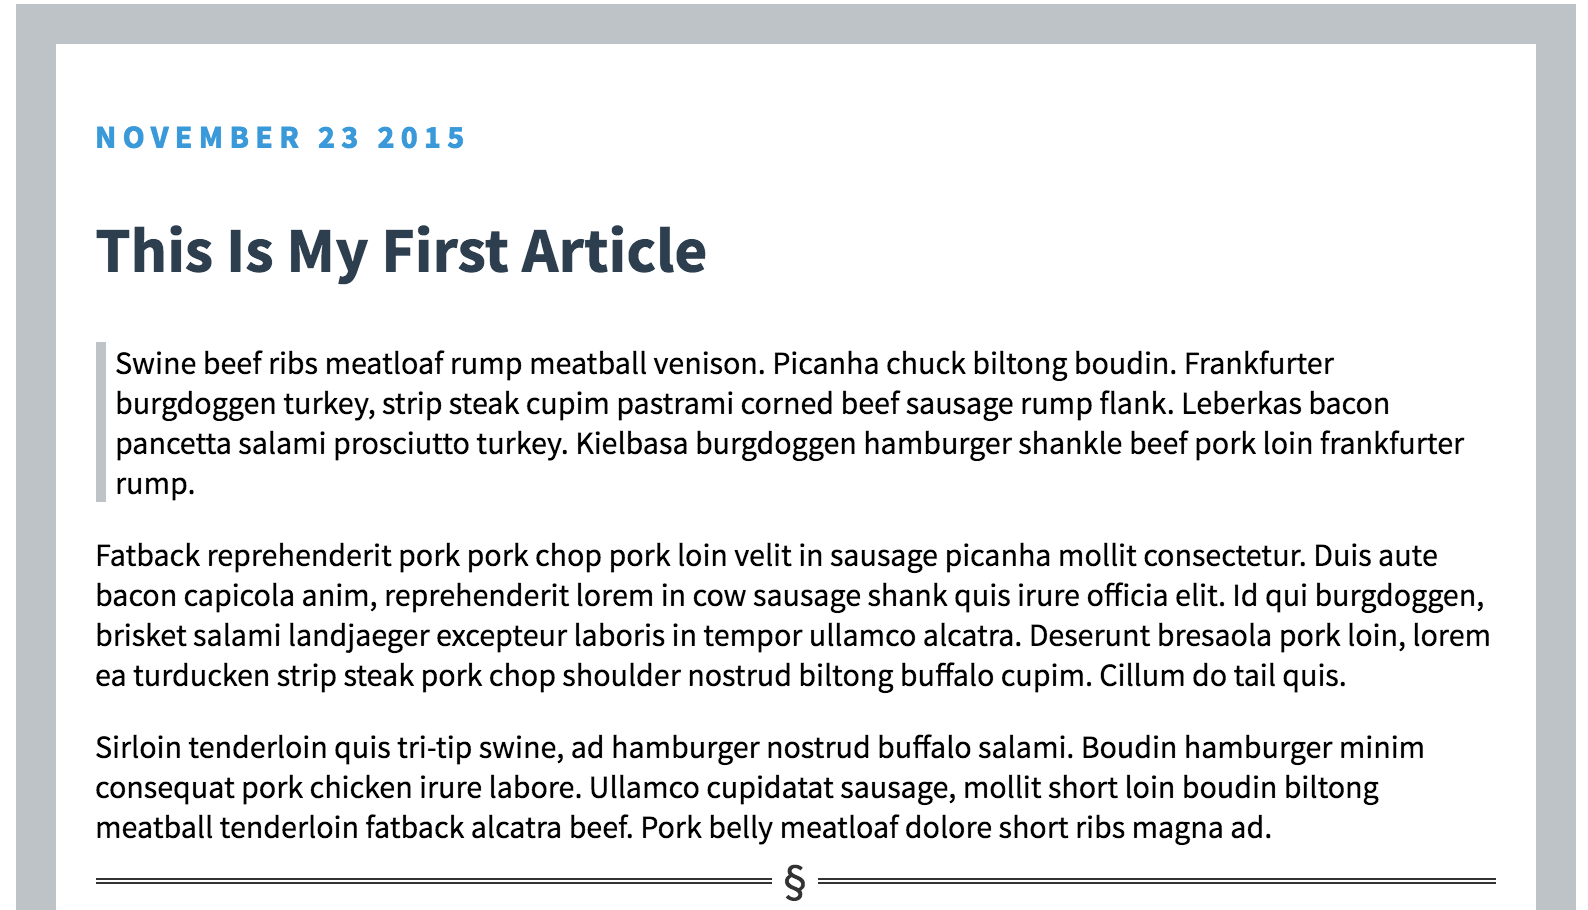 NOVEMBER 23 2015
This Is My First Article
Swine beef ribs meatloaf rump meatball venison. Picanha chuck biltong boudin. Frankfurter
burgdoggen turkey, strip steak cupim pastrami corned beef sausage rump flank. Leberkas bacon
pancetta salami prosciutto turkey. Kielbasa burgdoggen hamburger shankle beef pork loin frankfurter
rump.
Fatback reprehenderit pork pork chop pork loin velit in sausage picanha mollit consectetur. Duis aute
bacon capicola anim, reprehenderit lorem in cow sausage shank quis irure officia elit. Id qui burgdoggen,
brisket salami landjaeger excepteur laboris in tempor ullamco alcatra. Deserunt bresaola pork loin, lorem
ea turducken strip steak pork chop shoulder nostrud biltong buffalo cupim. Cillum do tail quis.
Sirloin tenderloin quis tri-tip swine, ad hamburger nostrud buffalo salami. Boudin hamburger minim
consequat pork chicken irure labore. Ullamco cupidatat sausage, mollit short loin boudin biltong
meatball tenderloin fatback alcatra beef. Pork belly meatloaf dolore short ribs magna ad.
§